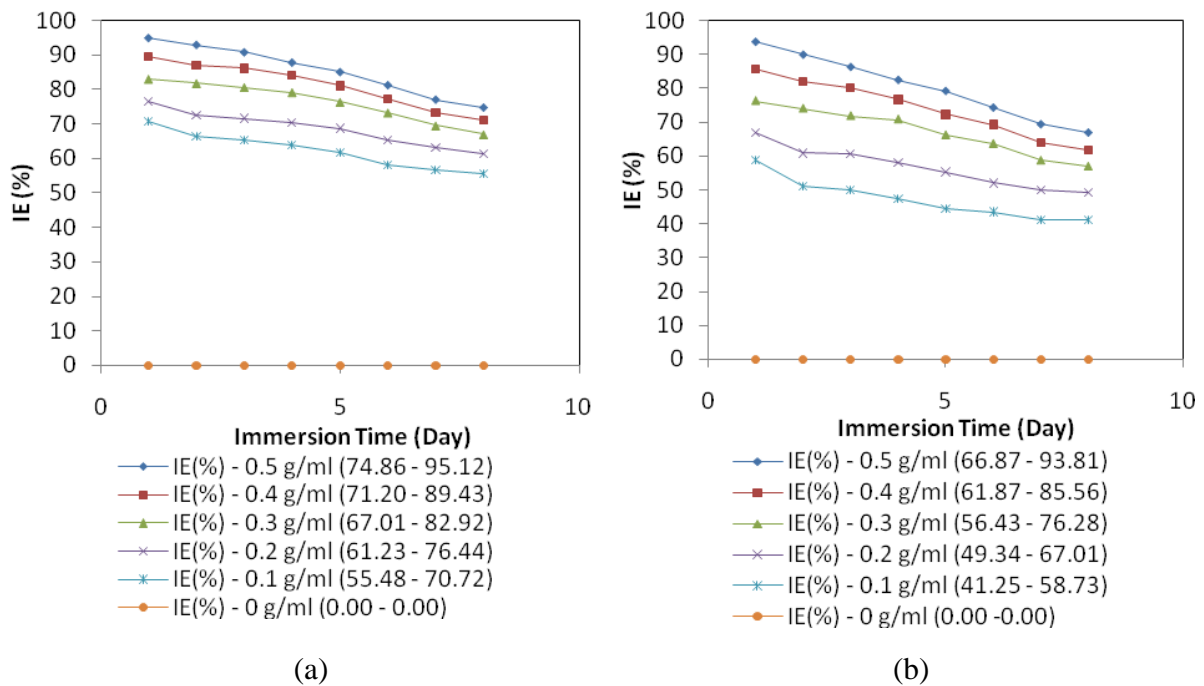 100
90
80
70
60
50
40
30
20
10
0
IE (%)
0
5
10
Immersion Time (Day)
IE(%) - 0.5 g/ml (74.86 - 95.12)
IE(%) - 0.4 g/ml (71.20 - 89.43)
IE(%) - 0.3 g/ml (67.01 - 82.92)
IE(%) - 0.2 g/ml (61.23 - 76.44)
IE(%) - 0.1 g/ml (55.48 - 70.72)
IE(%) - 0 g/ml (0.00 - 0.00)
(a)
100
90
80
70
60
50
40
30
20
10
0
IE (%)
0
5
10
Immersion Time (Day)
IE(%) - 0.5 g/ml (66.87 - 93.81)
IE(%) - 0.4 g/ml (61.87 - 85.56)
IE(%) - 0.3 g/ml (56.43 - 76.28)
IE(%) - 0.2 g/ml (49.34 - 67.01)
IE(%) - 0.1 g/ml (41.25 - 58.73)
IE(%) - 0 g/ml (0.00 -0.00)
(b)